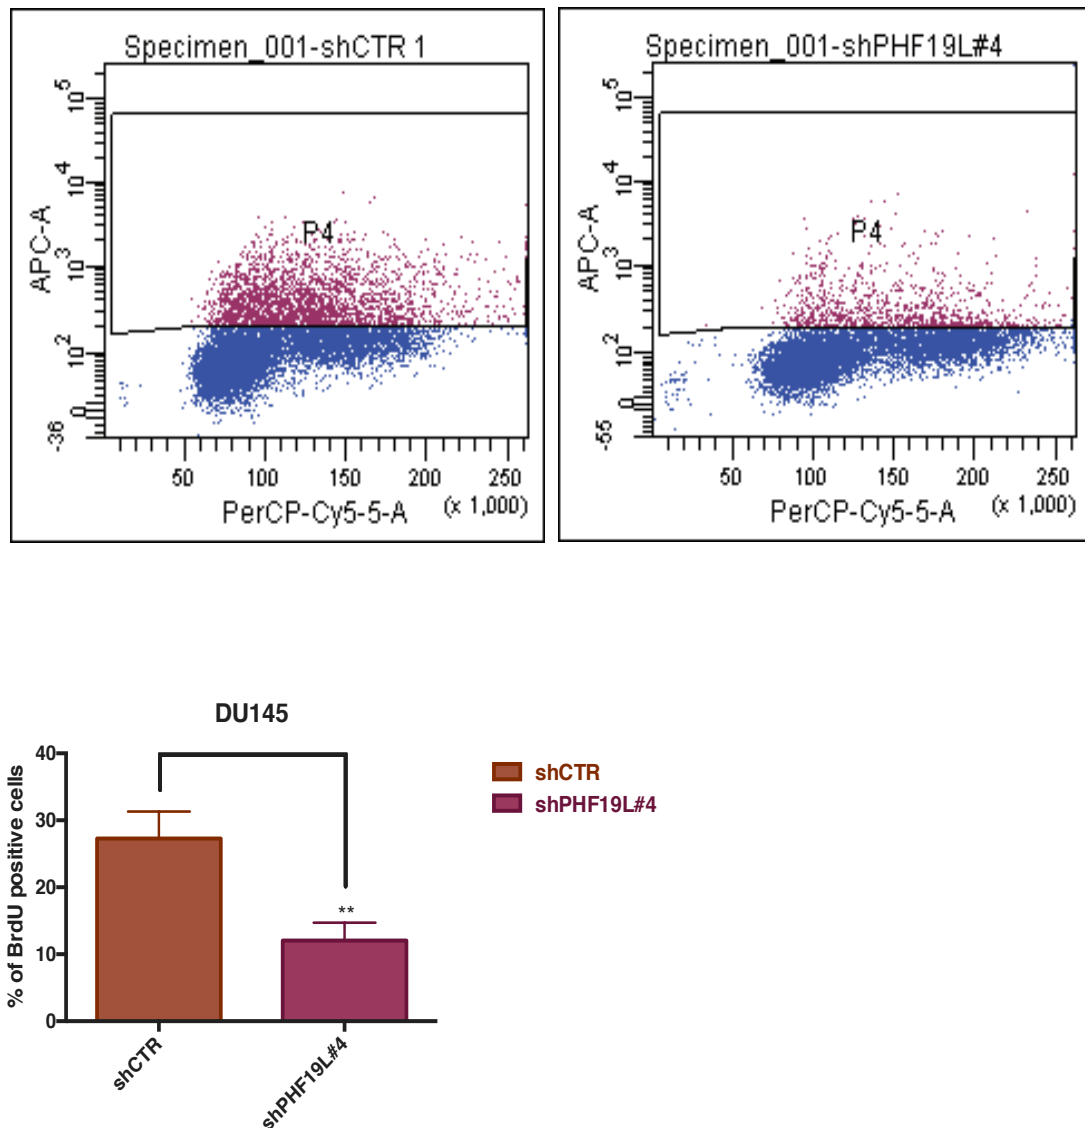 Specimen_001-shCTR 1
APC-A
10^5
10^4
10^3
10^2
0
-36
P4
50 100 150 200 250
(x 1,000)
PerCP-Cy5-5-A
Specimen_001-shPHF19L#4
APC-A
10^5
10^4
10^3
10^2
0
-55
P4
50 100 150 200 250
(x 1,000)
PerCP-Cy5-5-A
DU145
% of BrdU positive cells
40
30
20
10
0
**
shCTR
shPHF19L#4
shCTR
shPHF19L#4